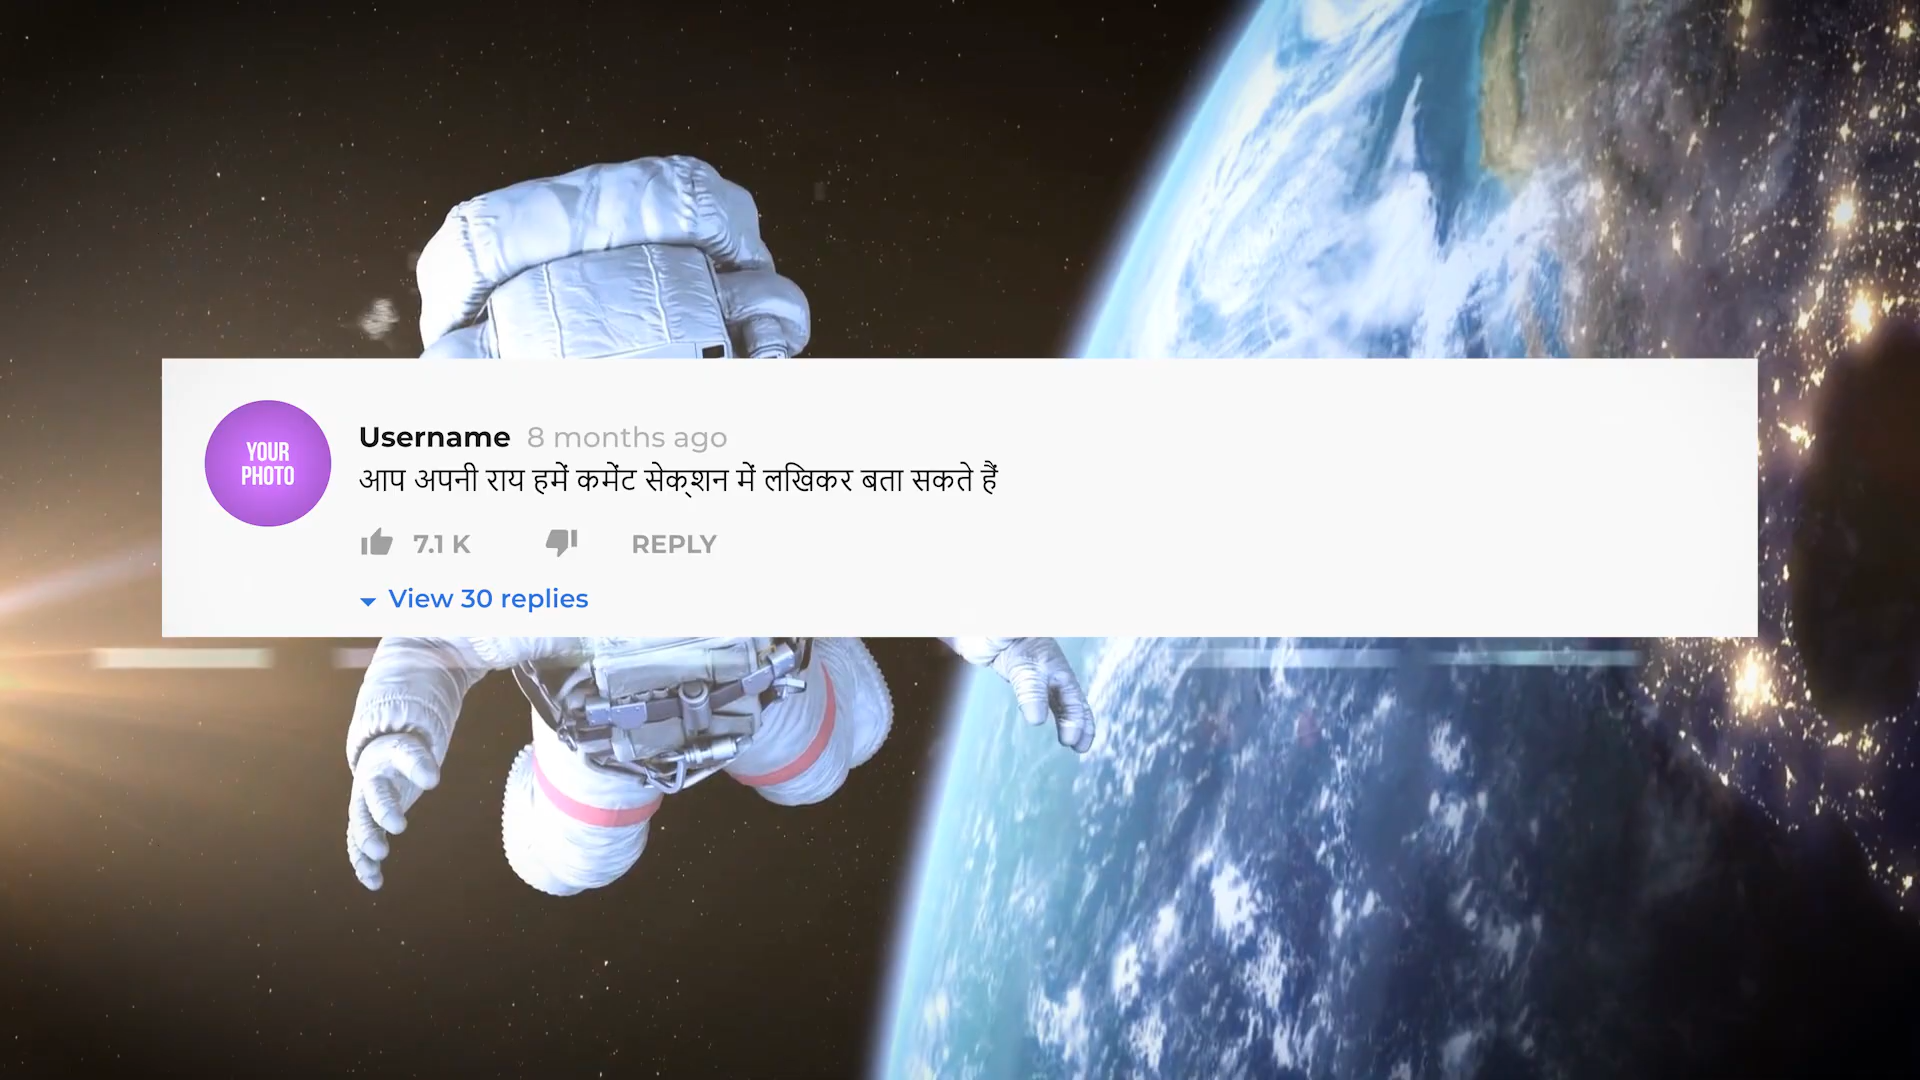 YOUR
PHOTO
Username 8 months ago
आप अपनी राय हमें कमेंट सेक्शन में लिखिकर बता सकते हैं
7.1 K REPLY
View 30 replies